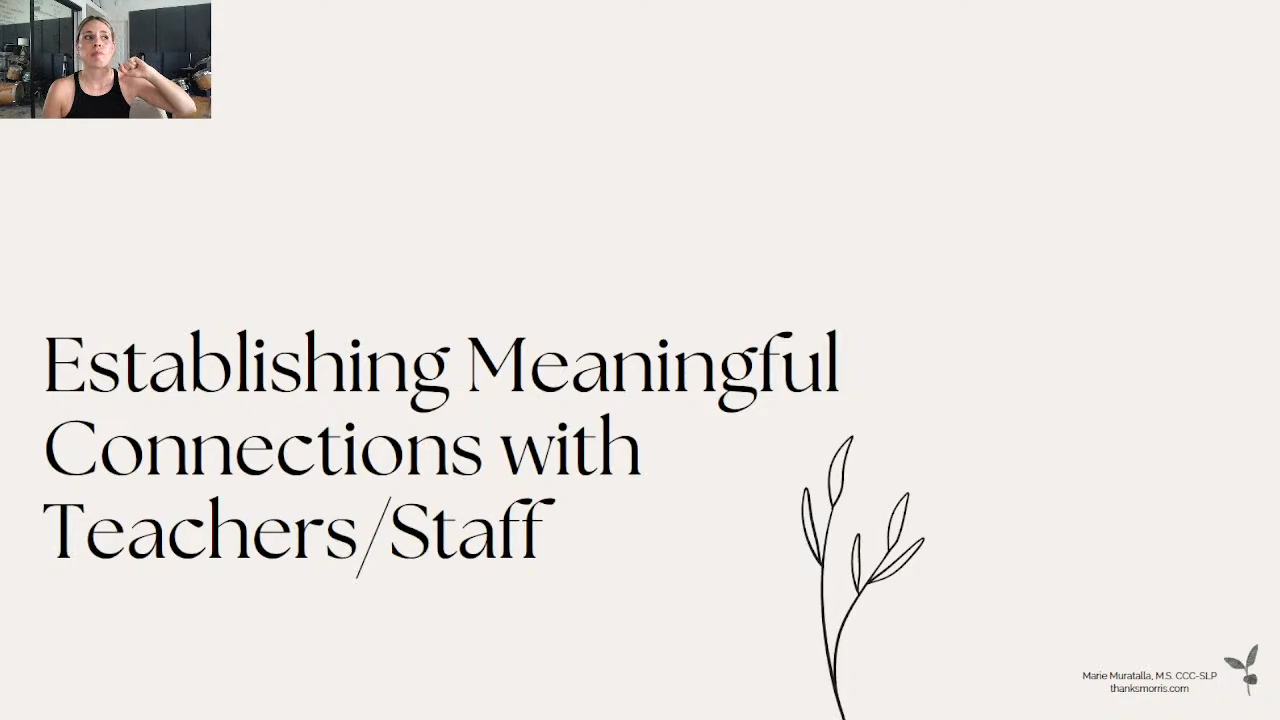 Establishing Meaningful
Connections with
Teachers/Staff
Marie Muratalla, M.S. CCC-SLP
thanksmorris.com